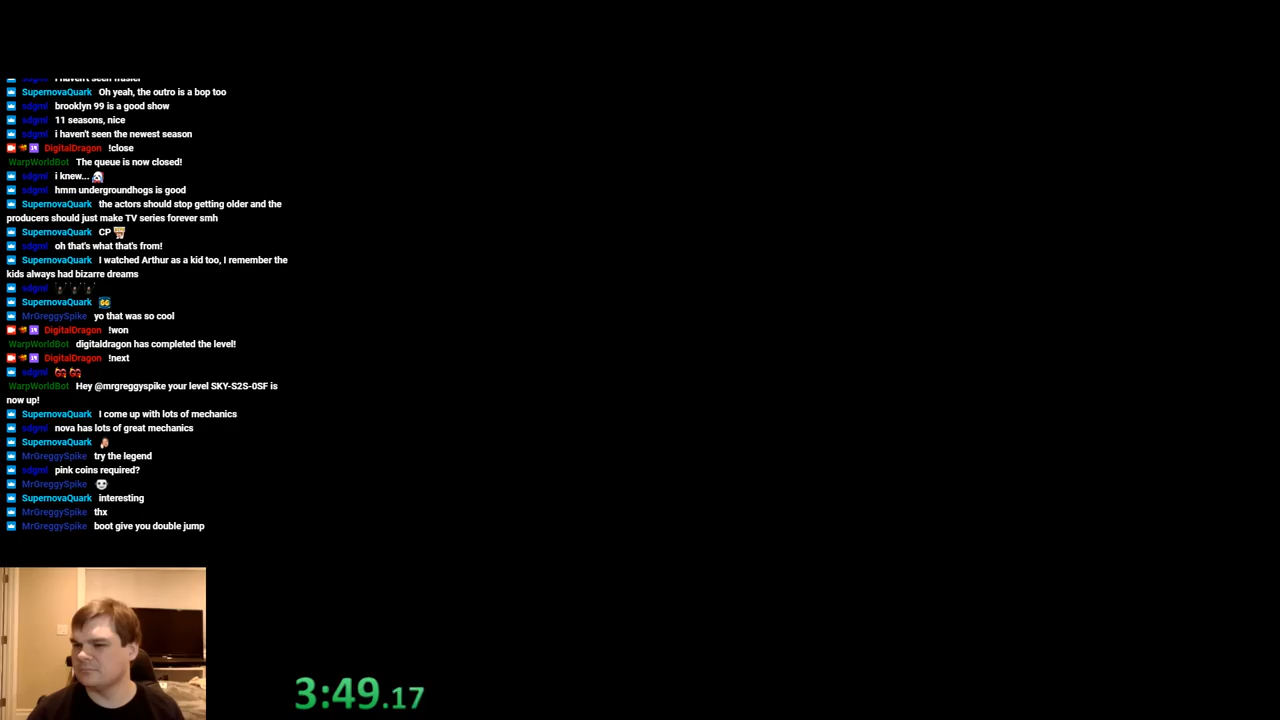 sdgml i haven't seen frasier
SupernovaQuark Oh yeah, the outro is a bop too
sdgml brooklyn 99 is a good show
sdgml 11 seasons, nice
sdgml i haven't seen the newest season
DigitalDragon !close
WarpWorldBot The queue is now closed!
sdgml i knew...
sdgml hmm undergroundhogs is good
SupernovaQuark the actors should stop getting older and the
producers should just make TV series forever smh
SupernovaQuark CP
sdgml oh that's what that's from!
SupernovaQuark I watched Arthur as a kid too, I remember the
kids always had bizarre dreams
sdgml
SupernovaQuark
MrGreggySpike yo that was so cool
DigitalDragon !won
WarpWorldBot digitaldragon has completed the level!
DigitalDragon !next
sdgml
WarpWorldBot Hey @mrgreggyspike your level SKY-S2S-0SF is
now up!
SupernovaQuark I come up with lots of mechanics
sdgml nova has lots of great mechanics
SupernovaQuark
MrGreggySpike try the legend
sdgml pink coins required?
MrGreggySpike
SupernovaQuark interesting
MrGreggySpike thx
MrGreggySpike boot give you double jump
3:49.17